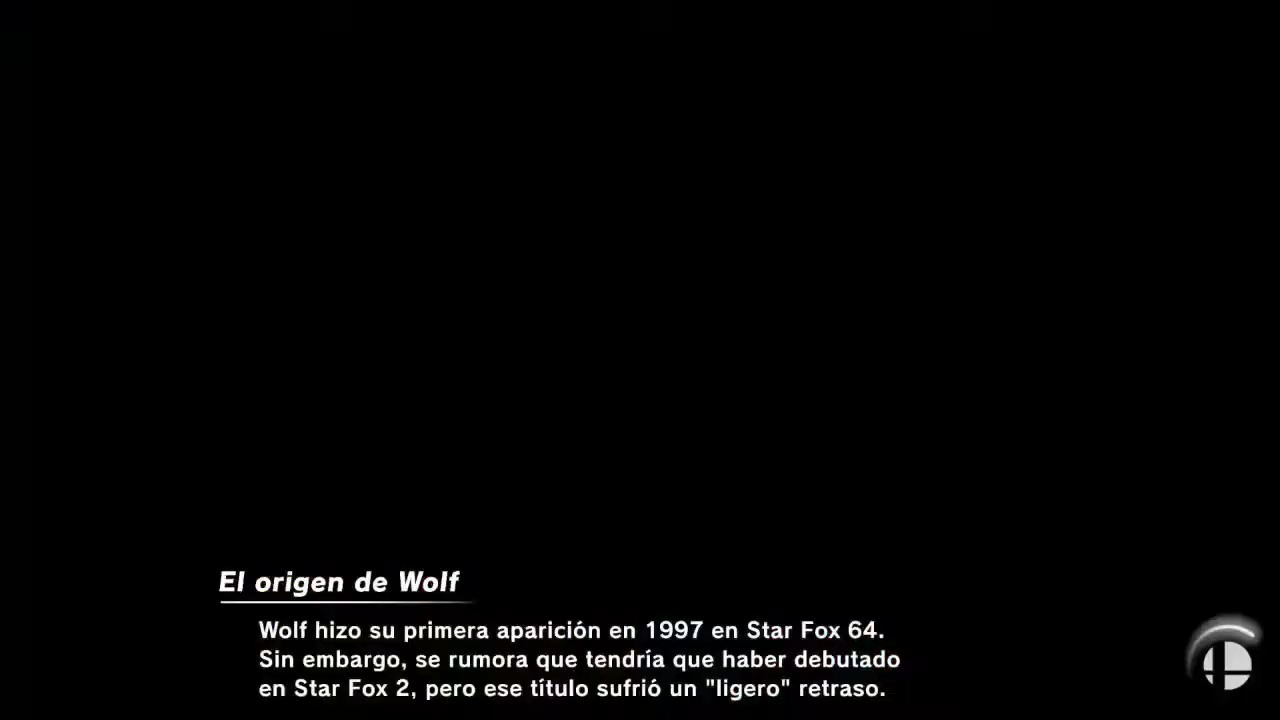 El origen de Wolf
Wolf hizo su primera aparición en 1997 en Star Fox 64.
Sin embargo, se rumora que tendría que haber debutado
en Star Fox 2, pero ese título sufrió un "ligero" retraso.